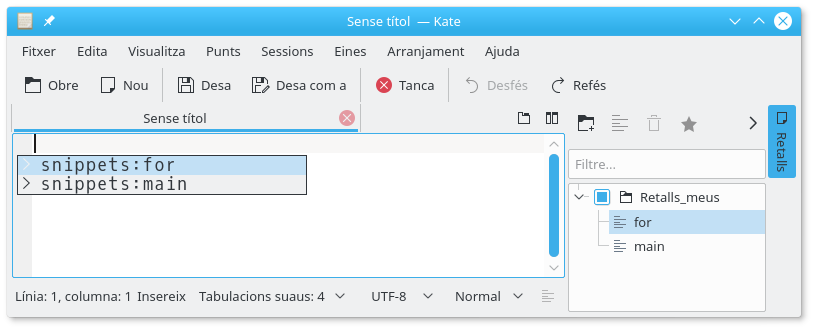 Sense títol — Kate
Fitxer Edita Visualitza Punts Sessions Eines Arranjament Ajuda
Obre Nou Desa Desa com a Tanca Desfés Refés
Sense títol
Retalls
snippets:for
snippets:main
Filtre...
Retalls_meus
for
main
Línia: 1, columna: 1 Insereix Tabulacions suaus: 4 UTF-8 Normal